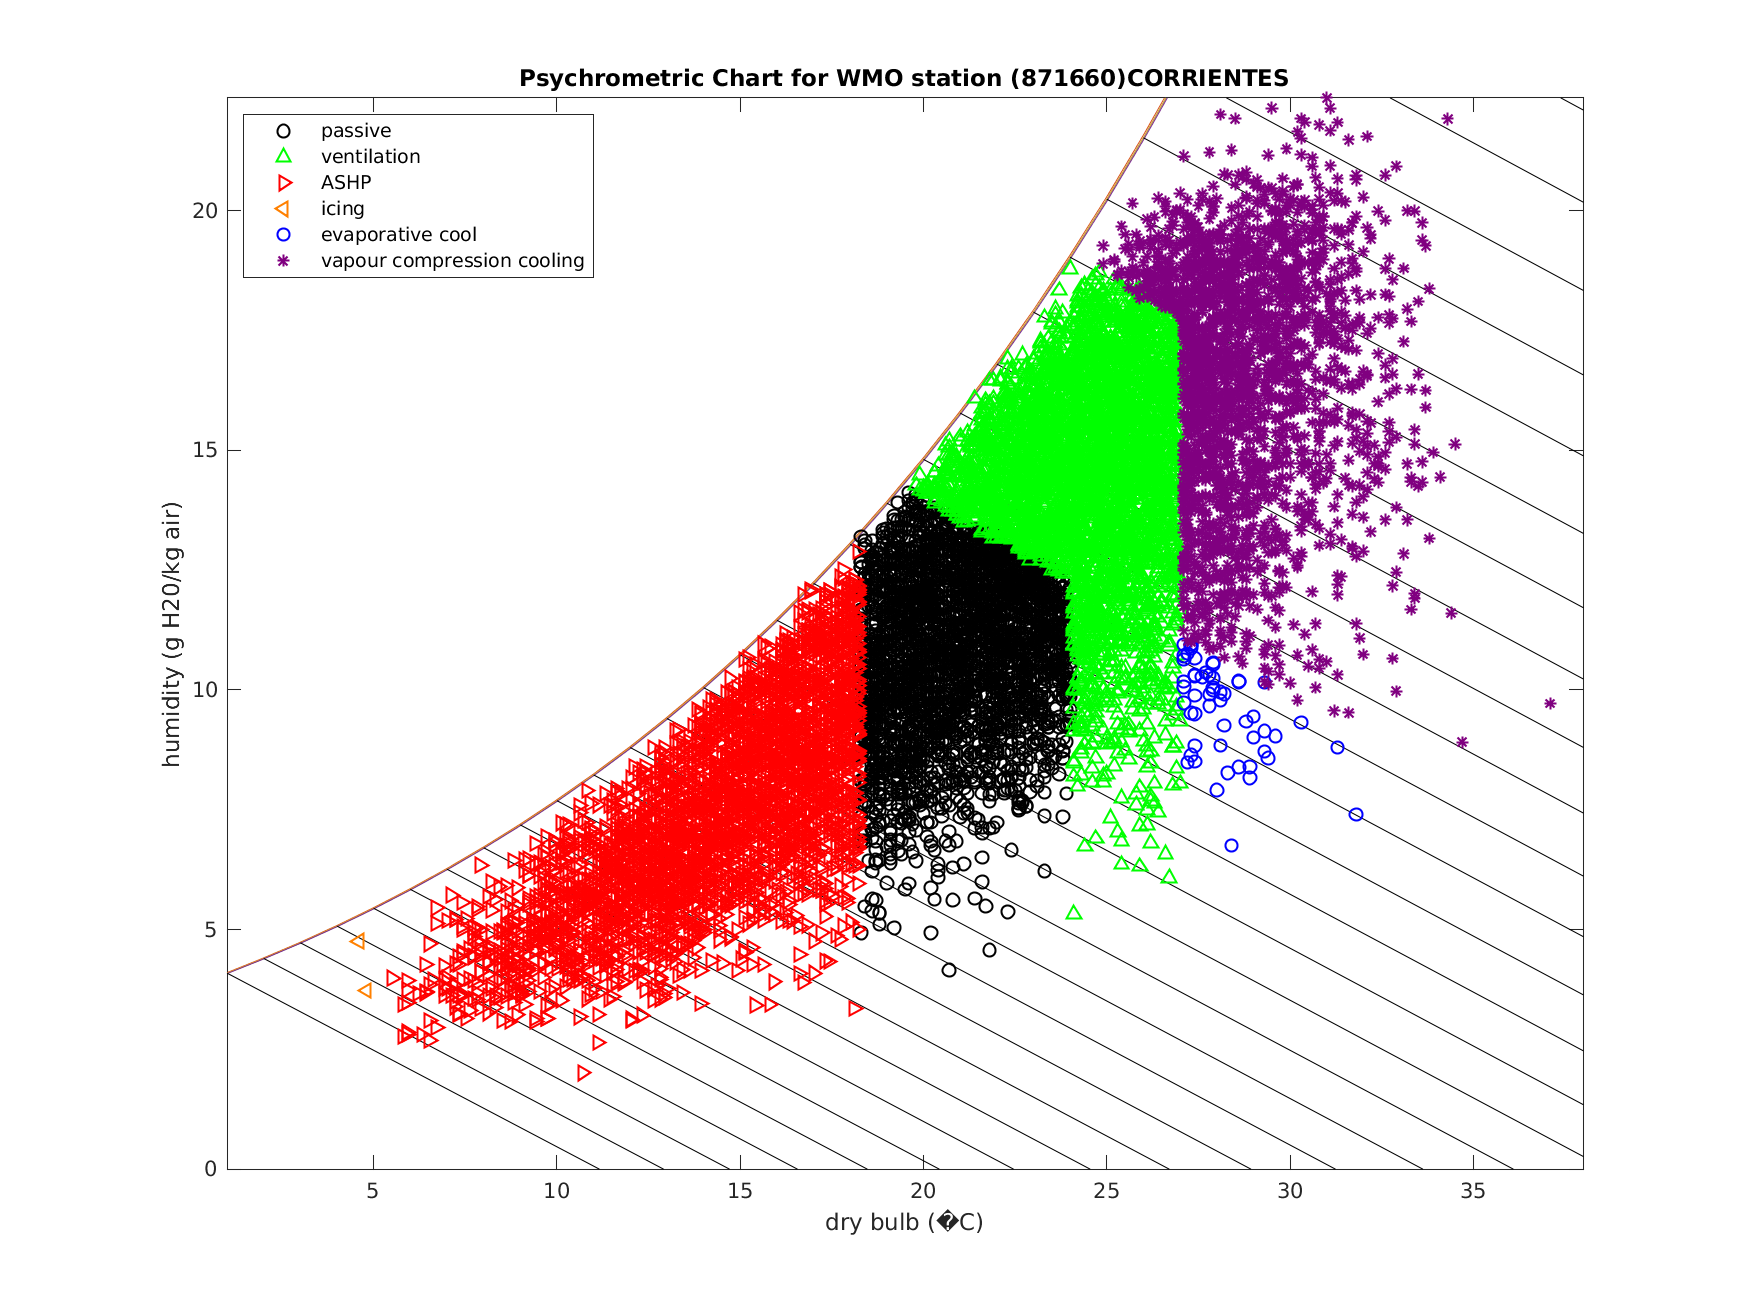 Psychrometric Chart for WMO station (871660)CORRIENTES
passive
ventilation
ASHP
icing
evaporative cool
vapour compression cooling
humidity (g H20/kg air)
20
15
10
5
0
5 10 15 20 25 30 35
dry bulb (�C)